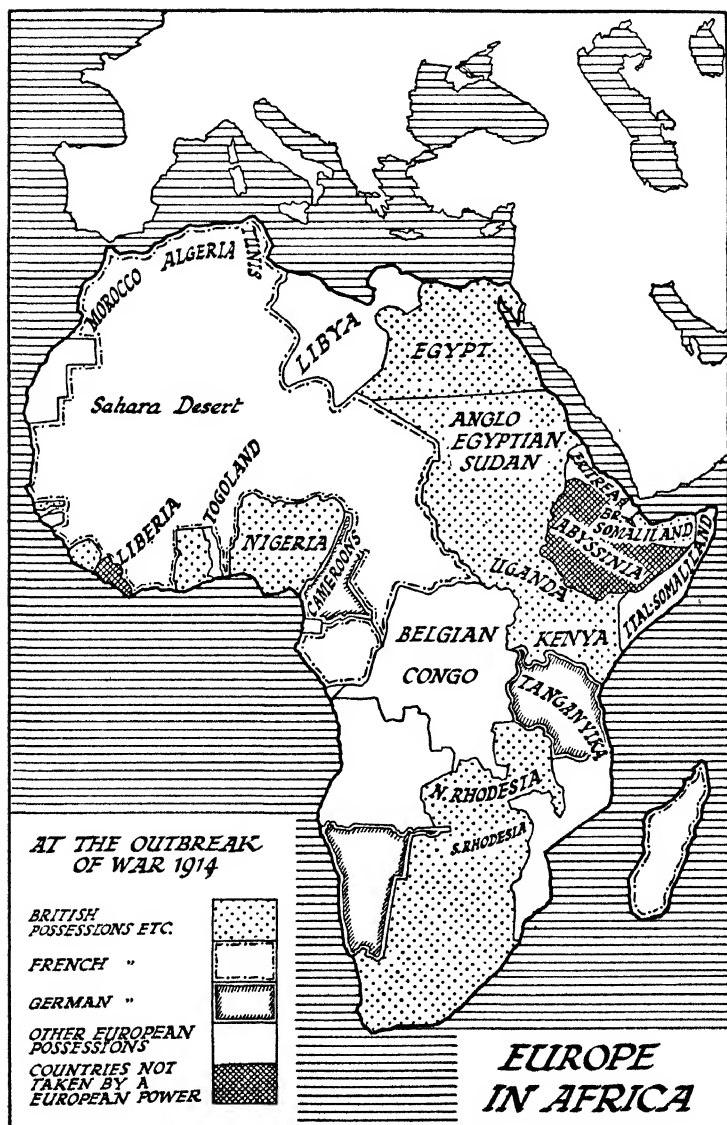 MOROCCO
ALGERIA
TUNIS
LIBYA
EGYPT
Sahara Desert
ANGLO
EGYPTIAN
SUDAN
ERITREA
BR.
SOMALILAND
ABYSSINIA
ITAL-SOMALILAND
LIBERIA
TOGOLAND
NIGERIA
CAMEROONS
UGANDA
KENYA
BELGIAN
CONGO
TANGANYIKA
N. RHODESIA
S. RHODESIA
AT THE OUTBREAK
OF WAR 1914
BRITISH
POSSESSIONS ETC.
FRENCH "
GERMAN "
OTHER EUROPEAN
POSSESSIONS
COUNTRIES NOT
TAKEN BY A
EUROPEAN POWER
EUROPE
IN AFRICA